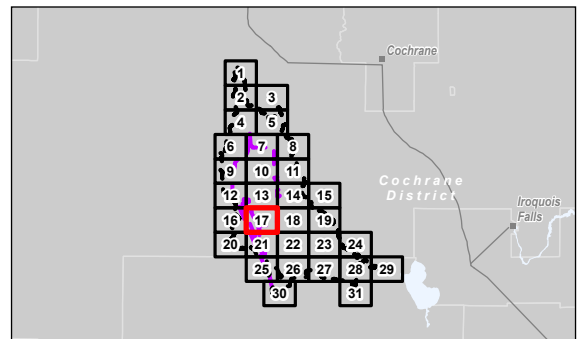 Cochrane
1
2 3
4 5
6 7 8
9 10 11
12 13 14 15
16 17 18 19
20 21 22 23 24
25 26 27 28 29
30 31
Cochrane
District
Iroquois
Falls